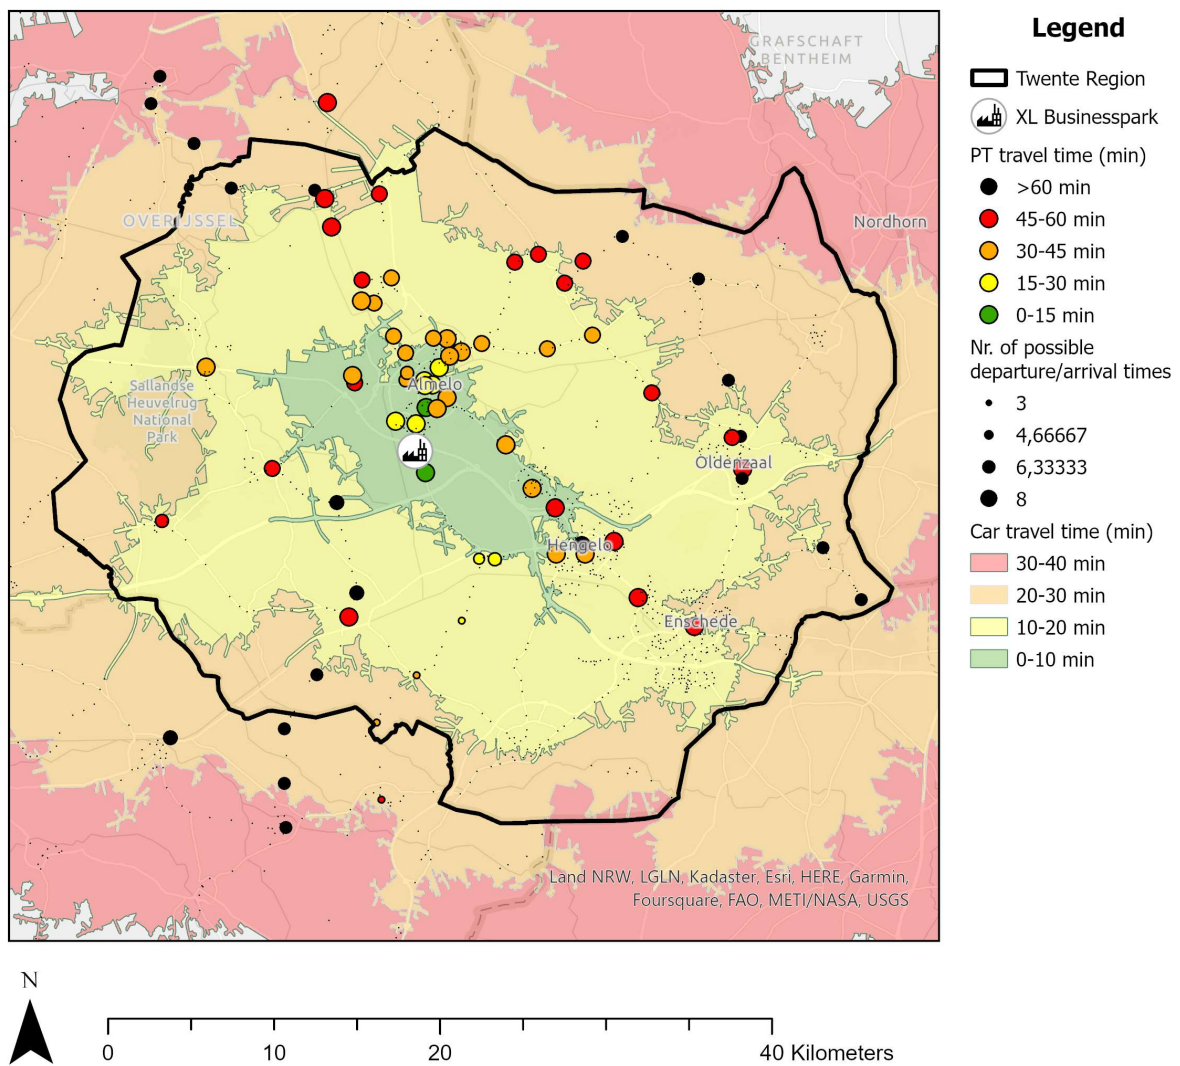 GRAFSCHAFT
BENTHEIM
OVERIJSSEL
Nordhorn
Sallandse
Heuvelrug
National
Park
Almelo
Oldenzaal
Hengelo
Enschede
Land NRW, LGLN, Kadaster, Esri, HERE, Garmin,
Foursquare, FAO, METI/NASA, USGS
Legend
Twente Region
XL Businesspark
PT travel time (min)
>60 min
45-60 min
30-45 min
15-30 min
0-15 min
Nr. of possible
departure/arrival times
3
4,66667
6,33333
8
Car travel time (min)
30-40 min
20-30 min
10-20 min
0-10 min
N
0 10 20 40 Kilometers